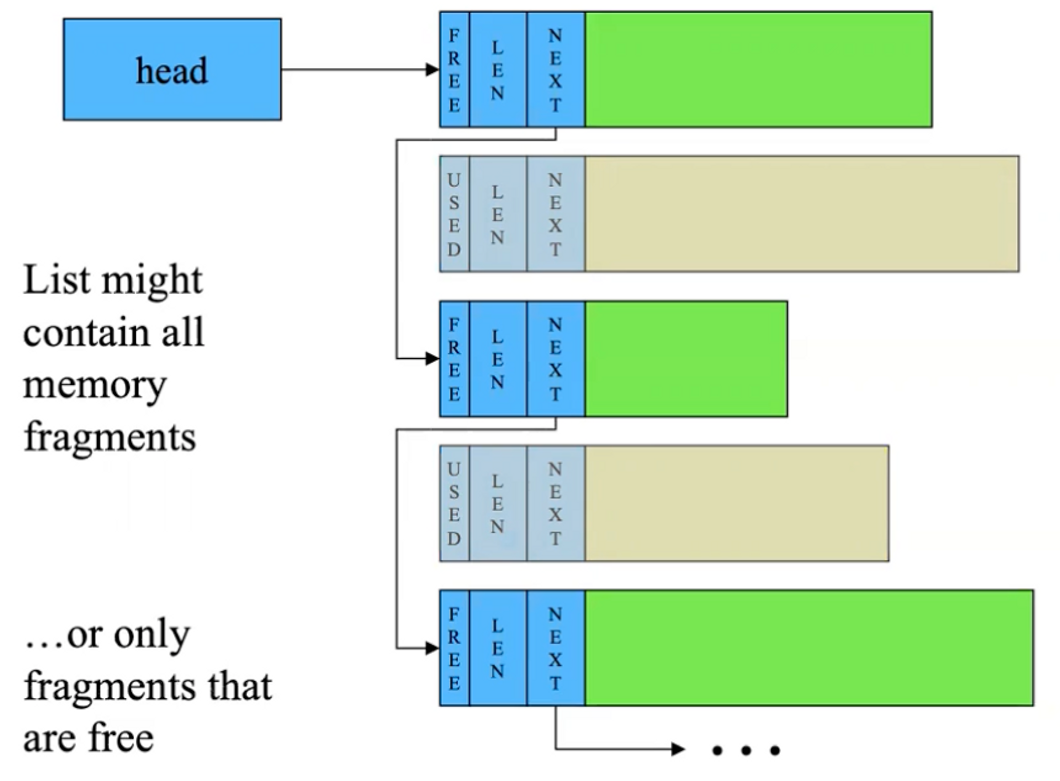 head
FREE LEN NEXT
USED LEN NEXT
List might
contain all
memory
fragments
FREE LEN NEXT
USED LEN NEXT
…or only
fragments that
are free
FREE LEN NEXT
...